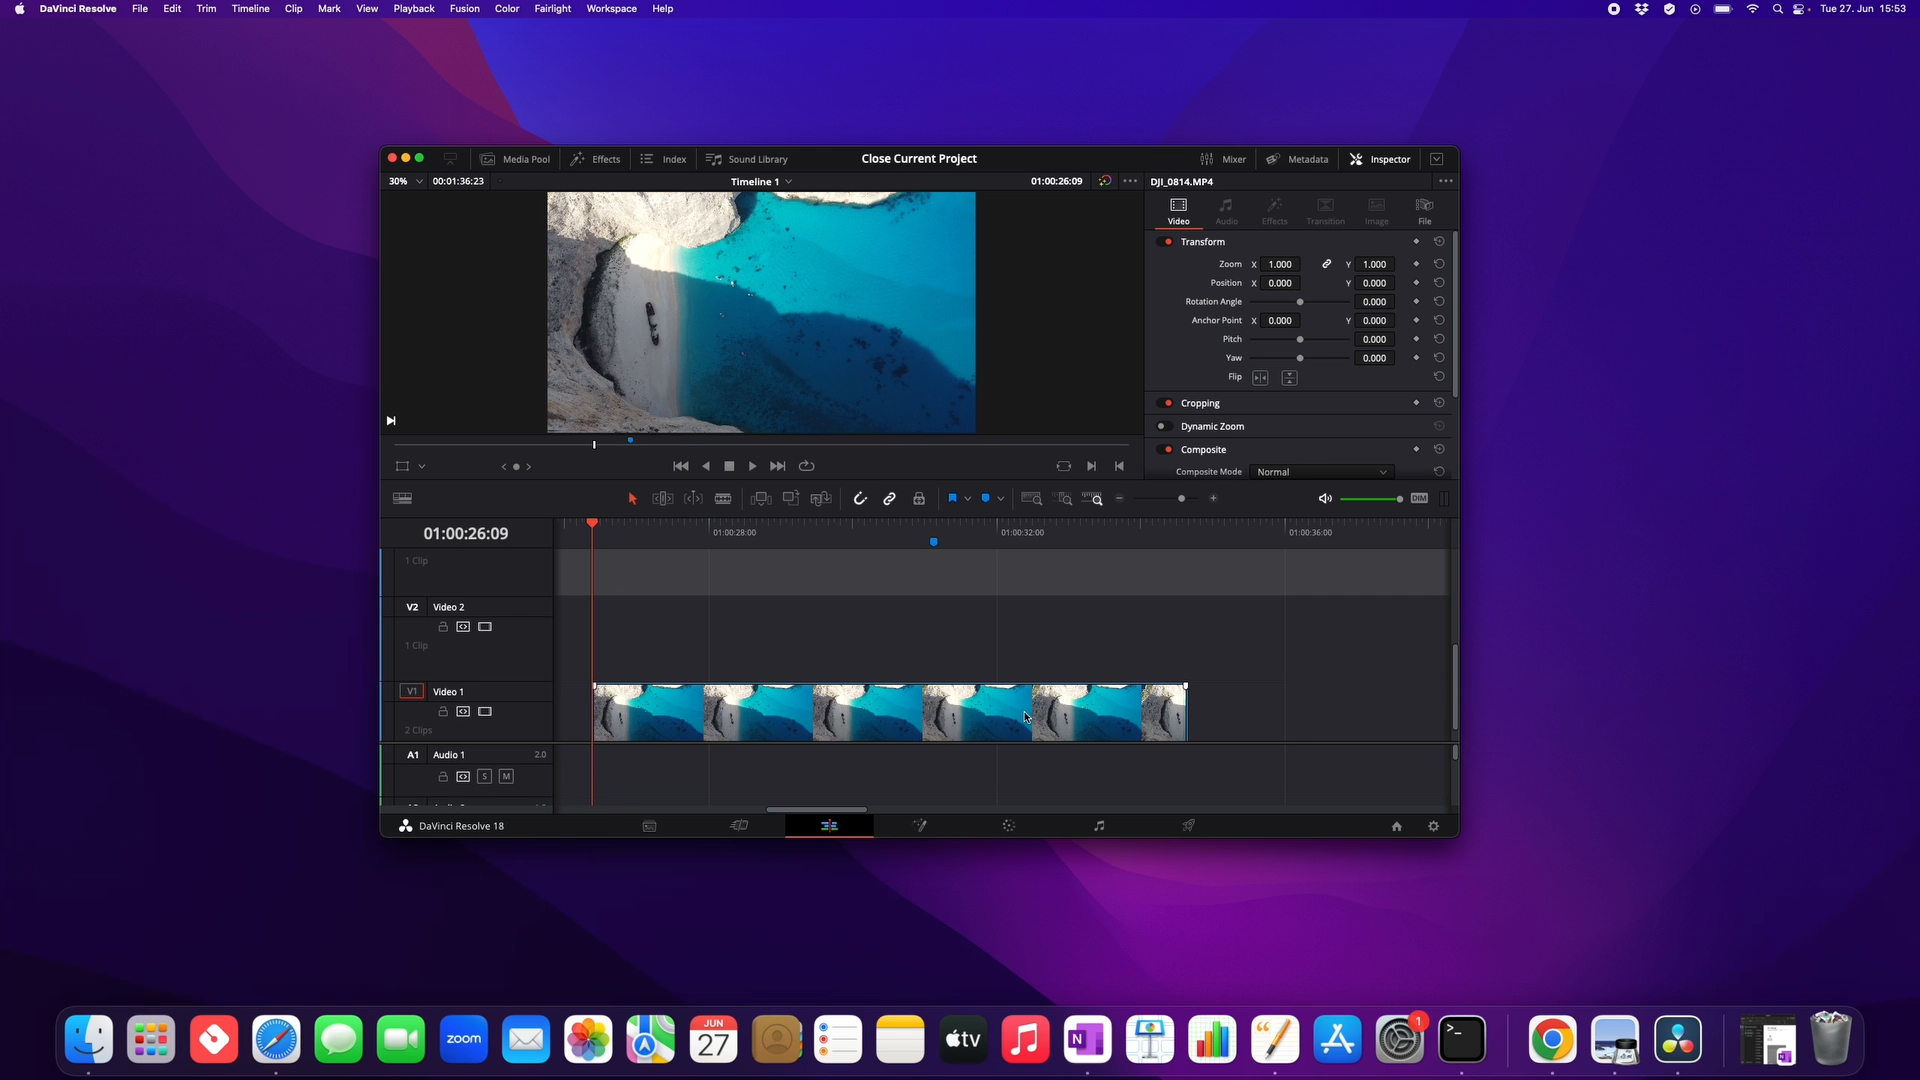 DaVinci Resolve File Edit Trim Timeline Clip Mark View Playback Fusion Color Fairlight Workspace Help Tue 27. Jun 15:53
Media Pool Effects Index Sound Library Close Current Project Mixer Metadata Inspector
30% 00:01:36:23 Timeline 1 01:00:26:09 DJI_0814.MP4
Video Audio Effects Transition Image File
Transform
Zoom X 1.000 Y 1.000
Position X 0.000 Y 0.000
Rotation Angle 0.000
Anchor Point X 0.000 Y 0.000
Pitch 0.000
Yaw 0.000
Flip
Cropping
Dynamic Zoom
Composite
Composite Mode Normal
DIM
01:00:26:09 01:00:28:00 01:00:32:00 01:00:36:00
1 Clip
V2 Video 2
1 Clip
V1 Video 1
2 Clips
A1 Audio 1 2.0
S M
DaVinci Resolve 18
zoom
JUN
27
tv
N
1
>_
N